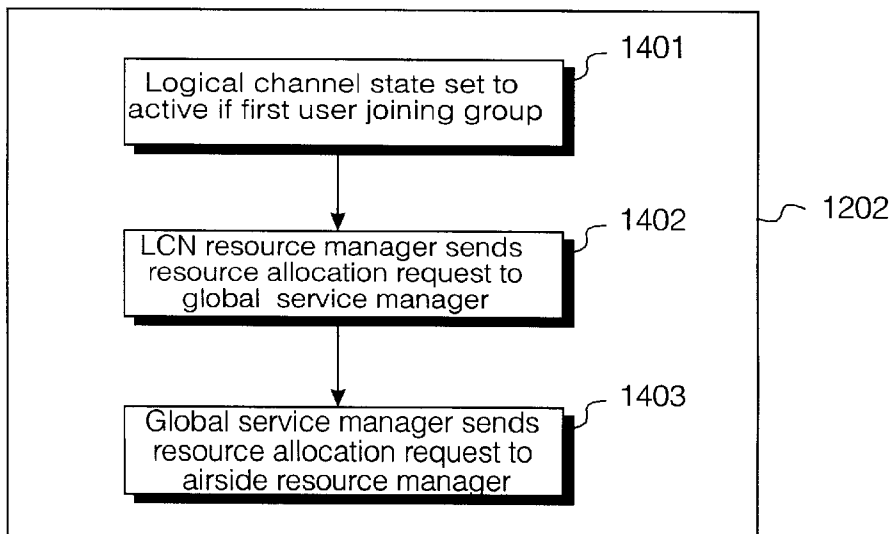 1401
Logical channel state set to
active if first user joining group
1402
LCN resource manager sends
resource allocation request to
global service manager
1202
1403
Global service manager sends
resource allocation request to
airside resource manager